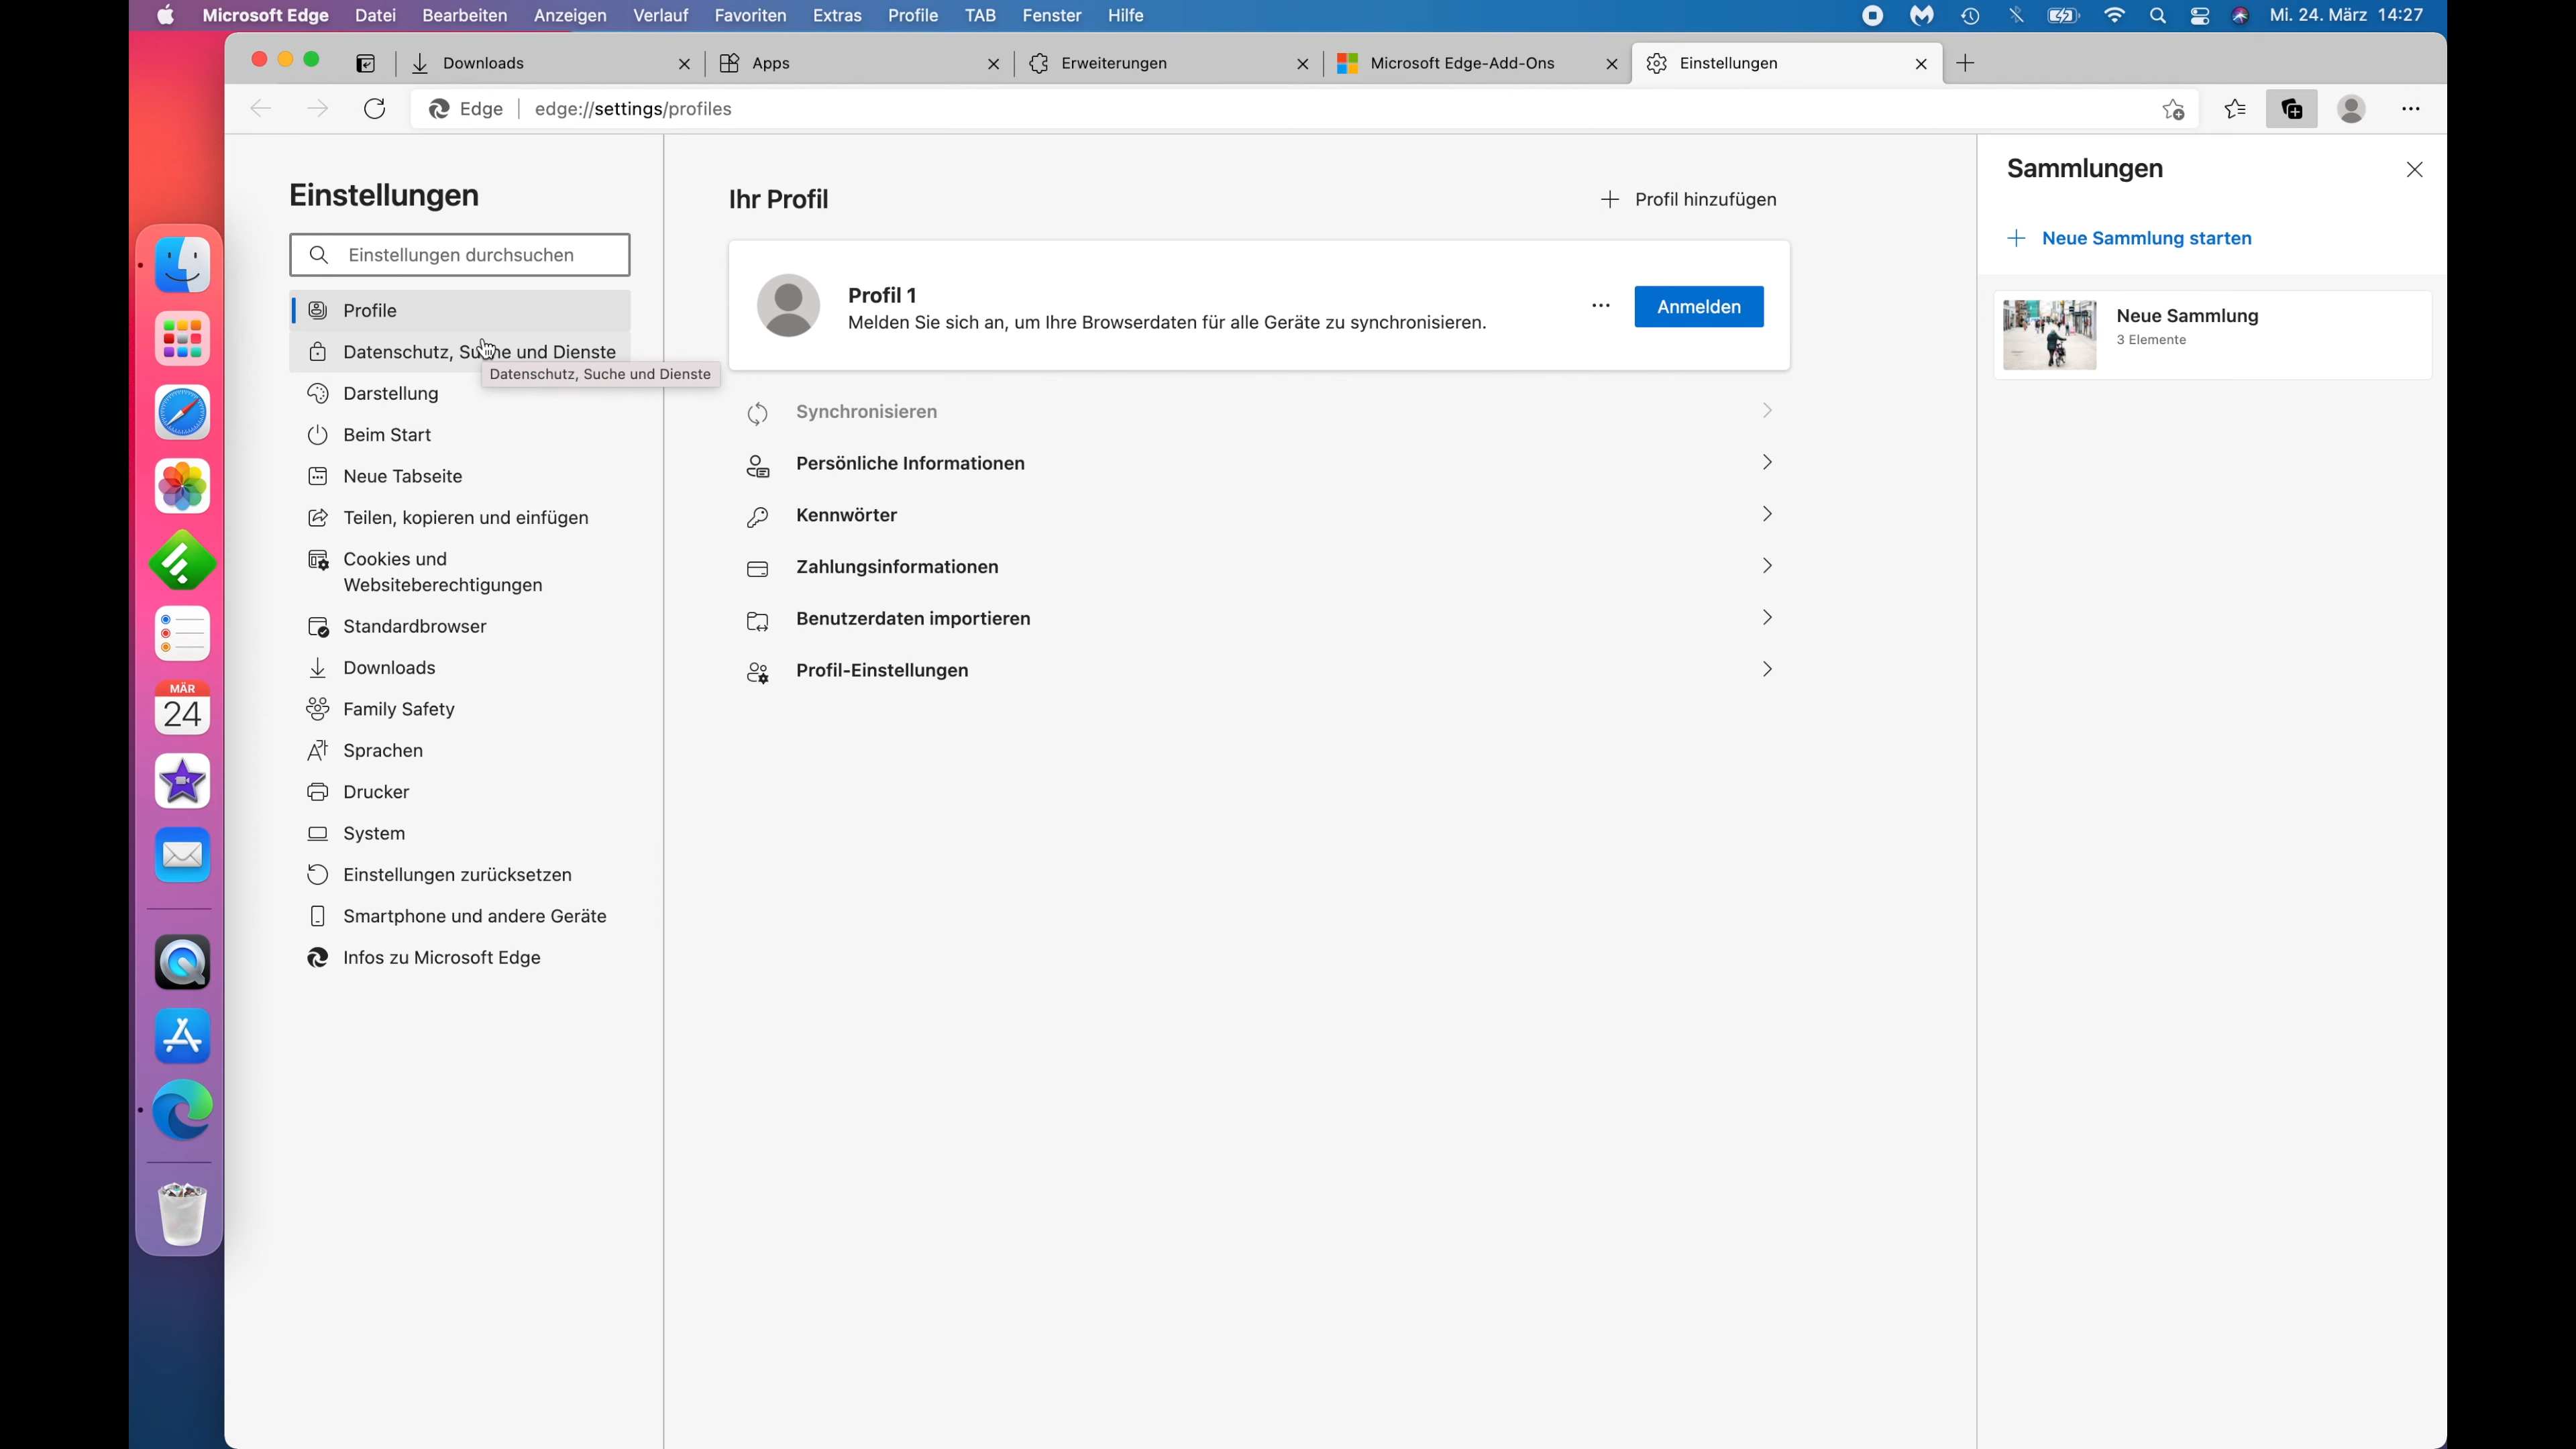 Microsoft Edge Datei Bearbeiten Anzeigen Verlauf Favoriten Extras Profile TAB Fenster Hilfe Mi. 24. März 14:27
Downloads Apps Erweiterungen Microsoft Edge-Add-Ons Einstellungen
Edge edge://settings/profiles
Einstellungen
Einstellungen durchsuchen
Profile
Datenschutz, Suche und Dienste
Datenschutz, Suche und Dienste
Darstellung
Beim Start
Neue Tabseite
Teilen, kopieren und einfügen
Cookies und
Websiteberechtigungen
Standardbrowser
Downloads
Family Safety
Sprachen
Drucker
System
Einstellungen zurücksetzen
Smartphone und andere Geräte
Infos zu Microsoft Edge
Ihr Profil
Profil hinzufügen
Profil 1
Melden Sie sich an, um Ihre Browserdaten für alle Geräte zu synchronisieren.
Anmelden
Synchronisieren
Persönliche Informationen
Kennwörter
Zahlungsinformationen
Benutzerdaten importieren
Profil-Einstellungen
Sammlungen
Neue Sammlung starten
Neue Sammlung
3 Elemente
MÄR
24